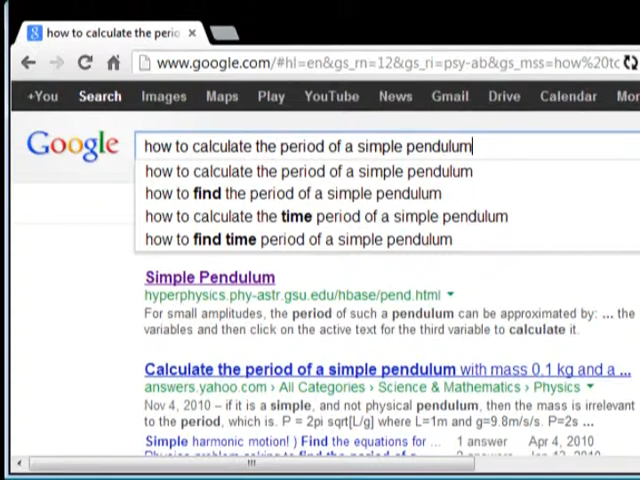 how to calculate the perio
www.google.com/#hl=en&gs_rn=12&gs_ri=psy-ab&gs_mss=how%20tc
+You Search Images Maps Play YouTube News Gmail Drive Calendar Mor
Google how to calculate the period of a simple pendulum
how to calculate the period of a simple pendulum
how to find the period of a simple pendulum
how to calculate the time period of a simple pendulum
how to find time period of a simple pendulum
Simple Pendulum
hyperphysics.phy-astr.gsu.edu/hbase/pend.html
For small amplitudes, the period of such a pendulum can be approximated by: ... the
variables and then click on the active text for the third variable to calculate it.
Calculate the period of a simple pendulum with mass 0.1 kg and a ...
answers.yahoo.com › All Categories › Science & Mathematics › Physics
Nov 4, 2010 – if it is a simple, and not physical pendulum, then the mass is irrelevant
to the period, which is. P = 2pi sqrt[L/g] where L=1m and g=9.8m/s/s. P=2s ...
Simple harmonic motion! ) Find the equations for ... 1 answer Apr 4, 2010